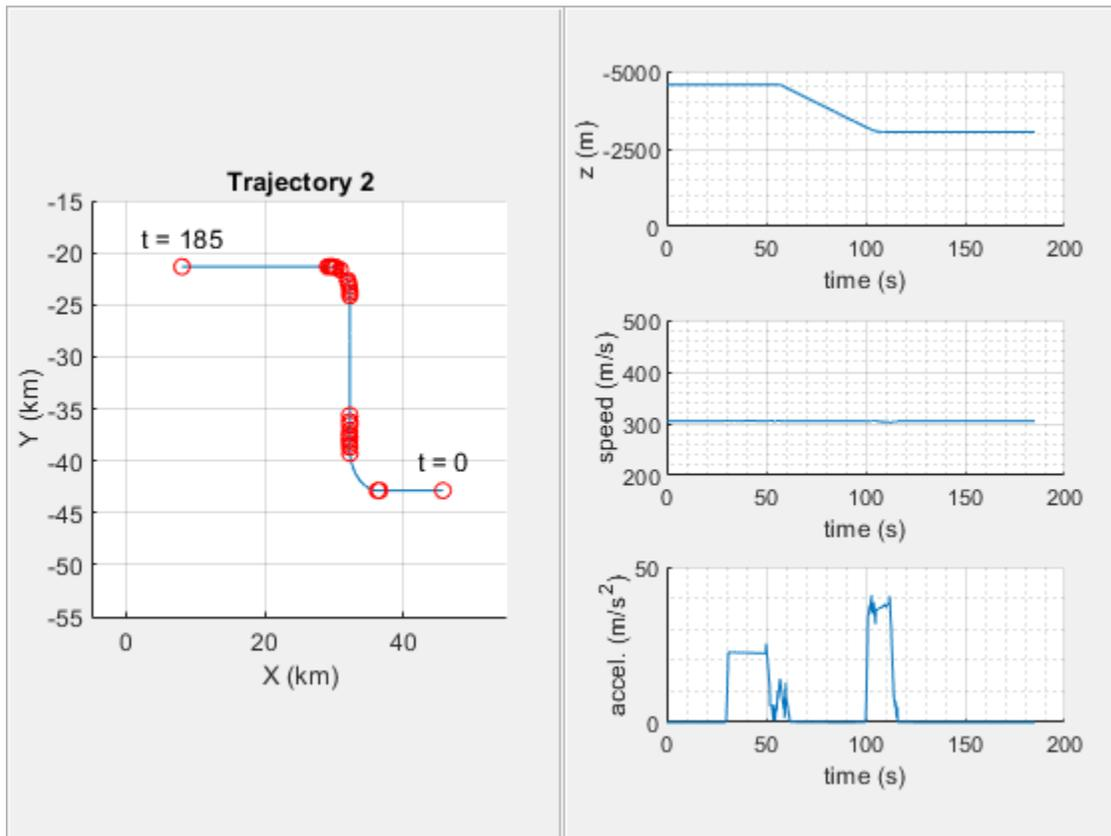 Trajectory 2
-15
-20
-25
-30
-35
-40
-45
-50
-55
Y (km)
t = 185
t = 0
0 20 40
X (km)
-5000
-2500
0
z (m)
0 50 100 150 200
time (s)
500
400
300
200
speed (m/s)
0 50 100 150 200
time (s)
50
0
accel. (m/s²)
0 50 100 150 200
time (s)